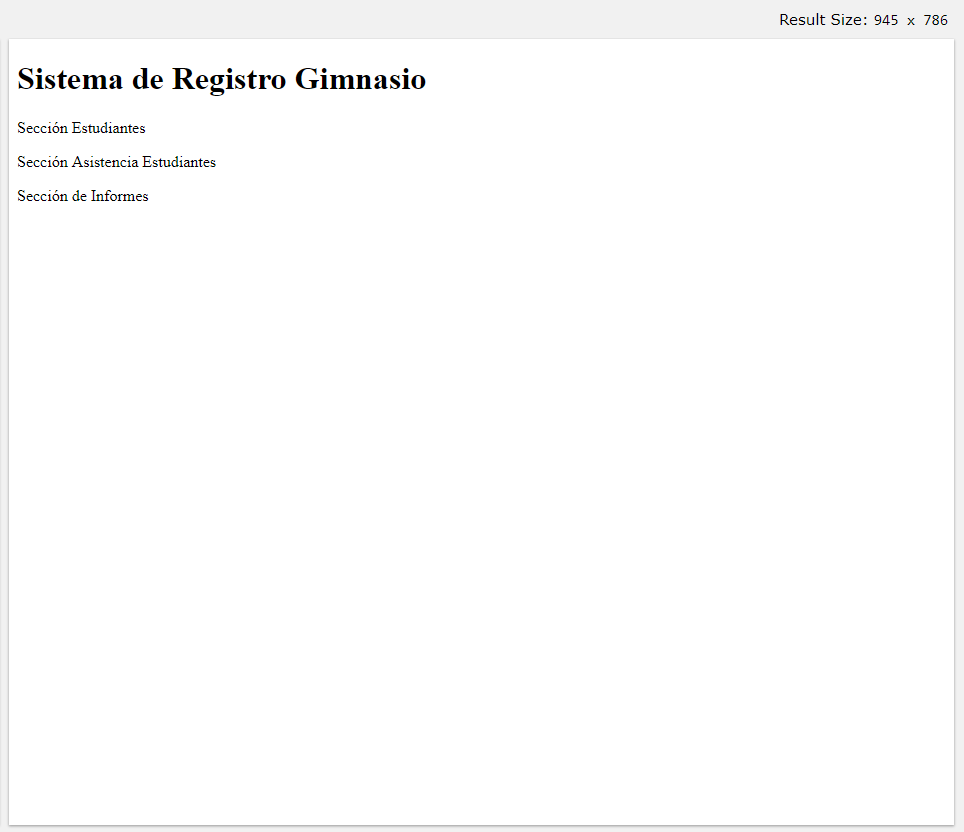 Result Size: 945 x 786
Sistema de Registro Gimnasio
Sección Estudiantes
Sección Asistencia Estudiantes
Sección de Informes